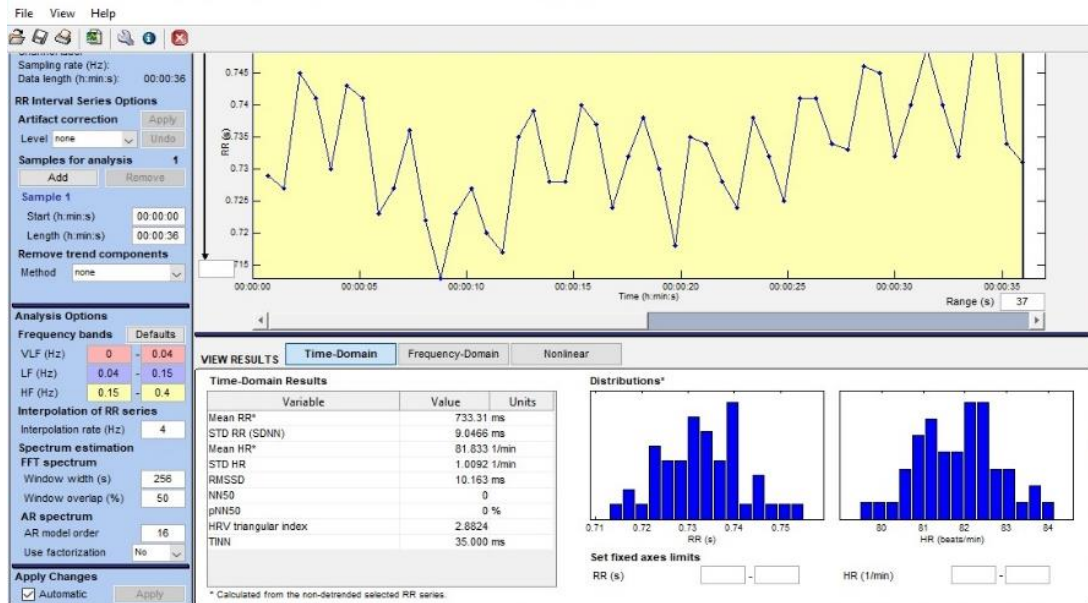 File View Help
Sampling rate (Hz):
Data length (h:min:s): 00:00:36
RR Interval Series Options
Artifact correction Apply
Level none Undo
Samples for analysis 1
Add Remove
Sample 1
Start (h:min:s) 00:00:00
Length (h:min:s) 00:00:36
Remove trend components
Method none
Analysis Options
Frequency bands Defaults
VLF (Hz) 0 - 0.04
LF (Hz) 0.04 - 0.15
HF (Hz) 0.15 - 0.4
Interpolation of RR series
Interpolation rate (Hz) 4
Spectrum estimation
FFT spectrum
Window width (s) 256
Window overlap (%) 50
AR spectrum
AR model order 16
Use factorization No
Apply Changes
Automatic Apply
0.745
0.74
0.735
RR (s)
0.73
0.725
0.72
715
00:00:00 00:00:05 00:00:10 00:00:15 00:00:20 00:00:25 00:00:30 00:00:35
Time (h:min:s)
Range (s) 37
VIEW RESULTS Time-Domain Frequency-Domain Nonlinear
Time-Domain Results
Variable Value Units
Mean RR* 733.31 ms
STD RR (SDNN) 9.0466 ms
Mean HR* 81.833 1/min
STD HR 1.0092 1/min
RMSSD 10.163 ms
NN50 0
pNN50 0 %
HRV triangular index 2.8824
TINN 35.000 ms
* Calculated from the non-detrended selected RR series.
Distributions*
0.71 0.72 0.73 0.74 0.75
RR (s)
80 81 82 83 84
HR (beats/min)
Set fixed axes limits
RR (s) - HR (1/min) -